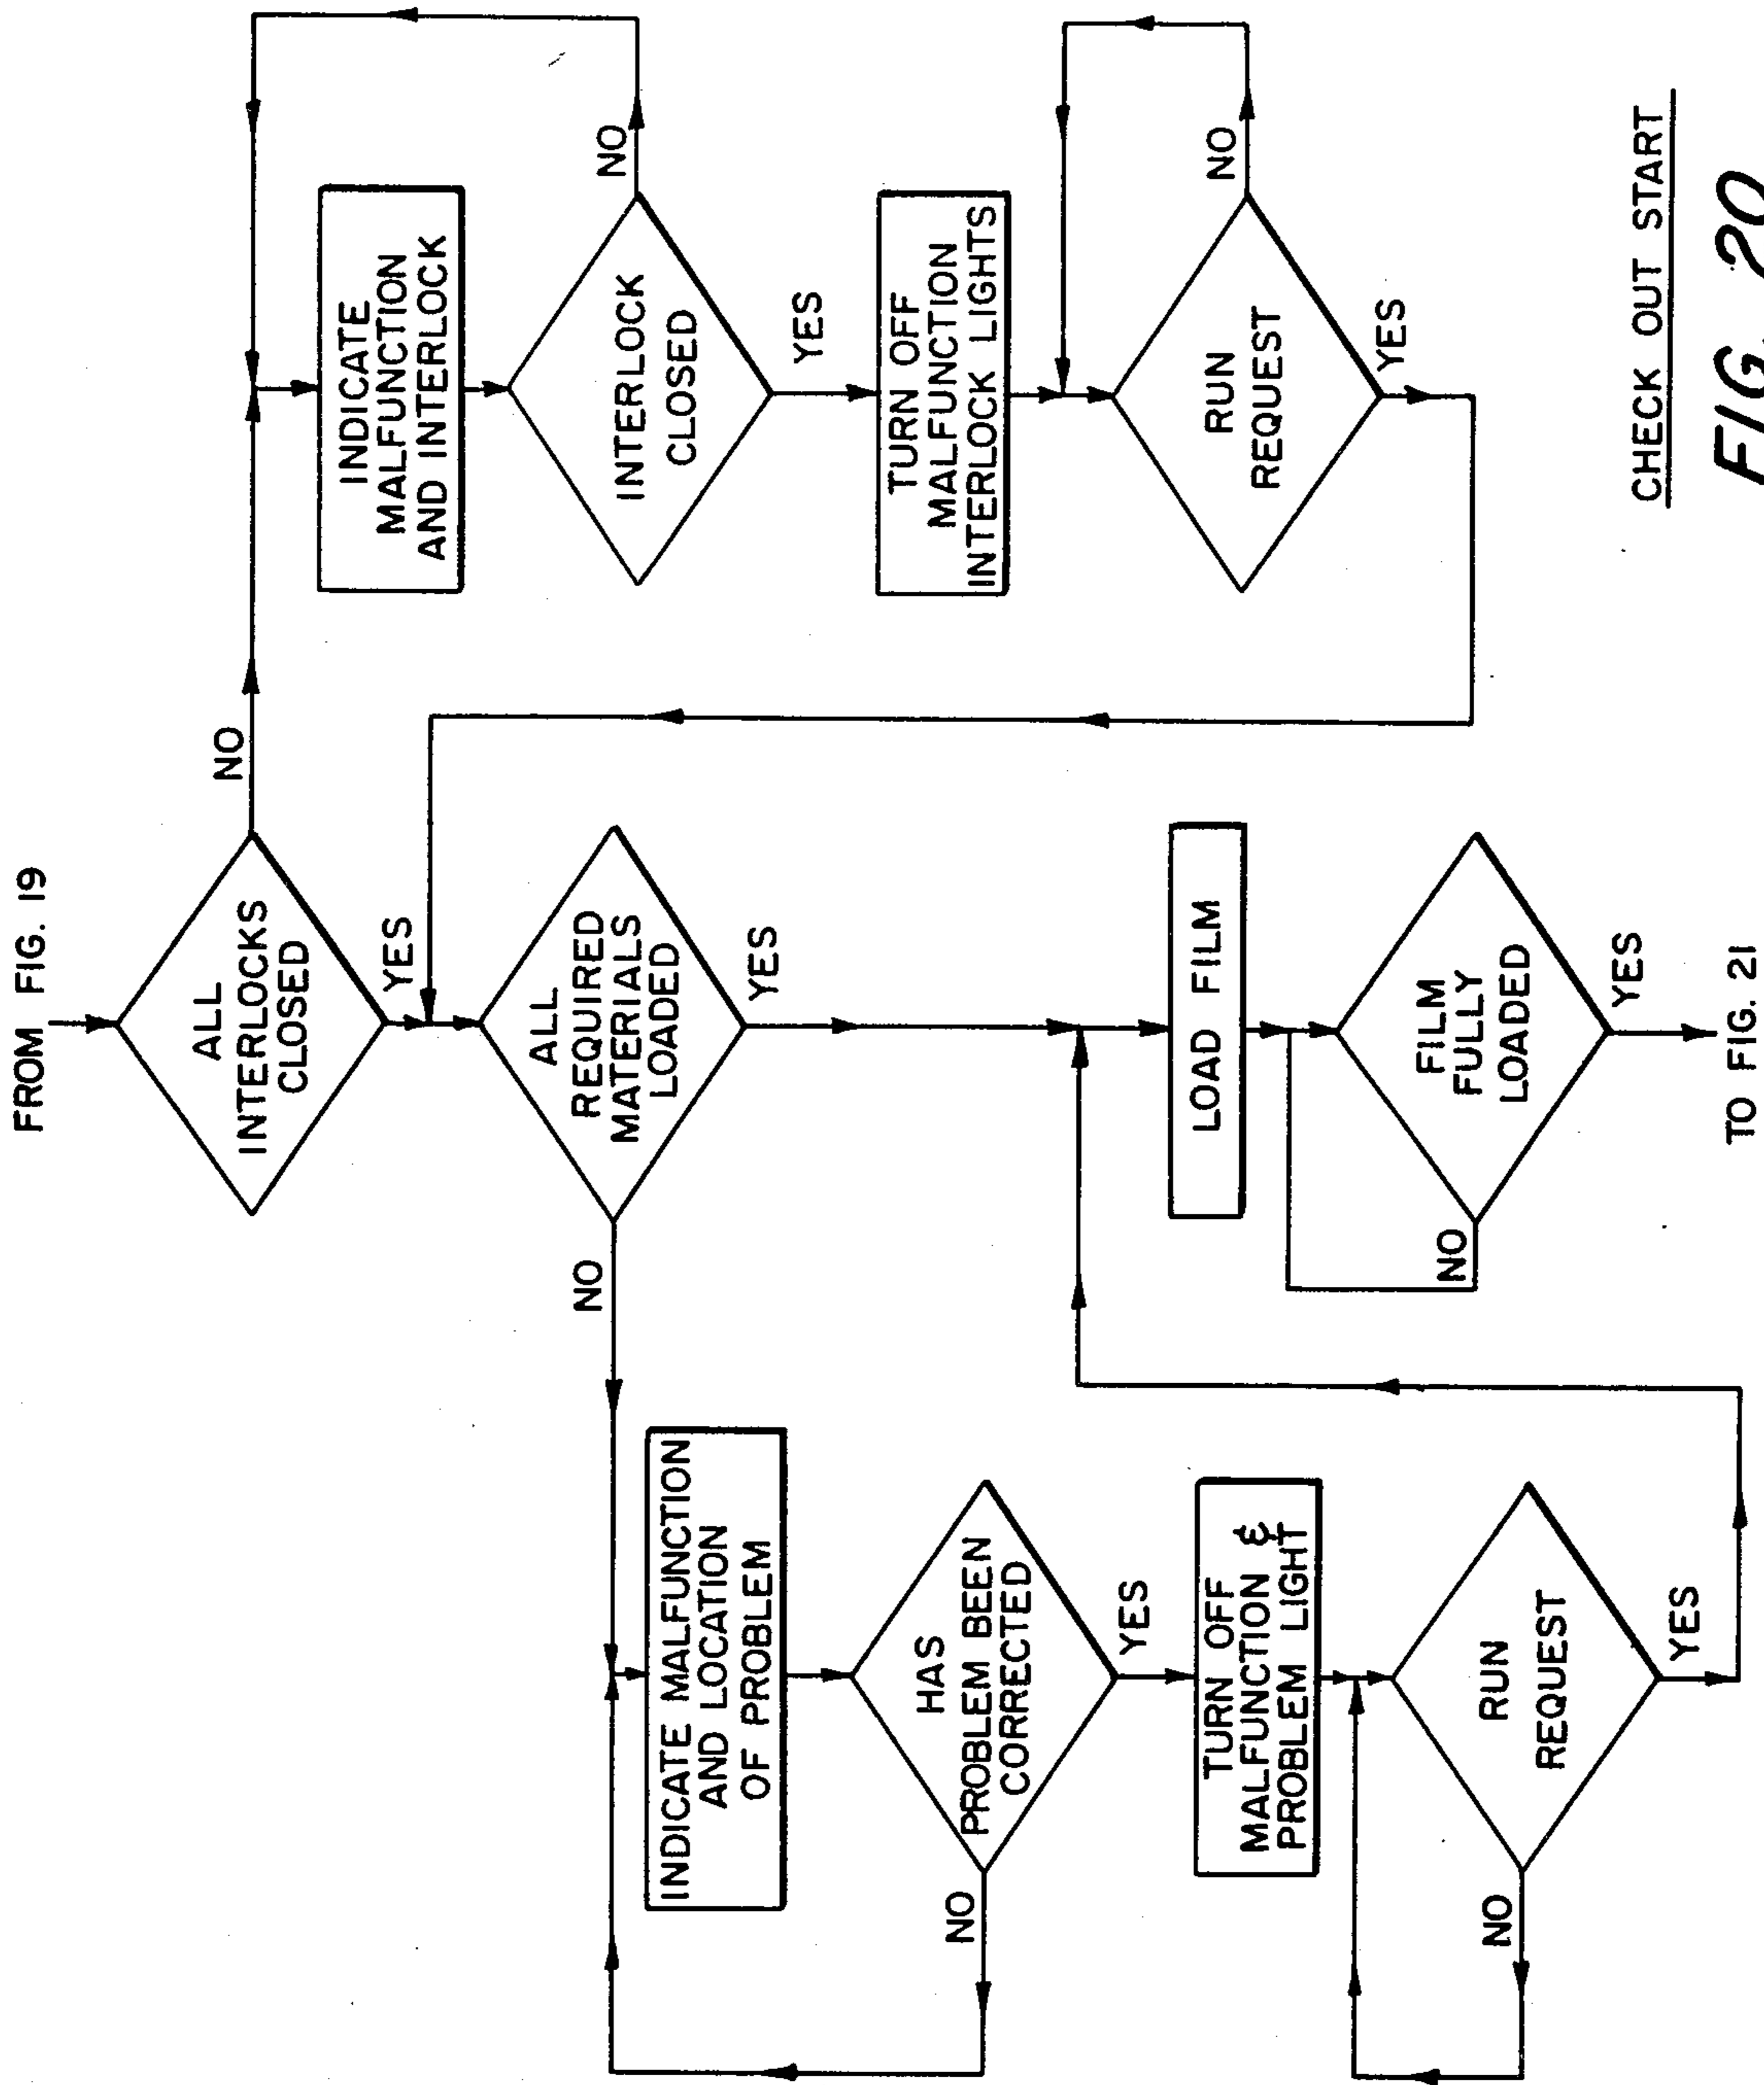 FROM FIG. 19
ALL
INTERLOCKS
CLOSED
NO
YES
INDICATE
MALFUNCTION
AND INTERLOCK
INTERLOCK
CLOSED
NO
YES
TURN OFF
MALFUNCTION
INTERLOCK LIGHTS
RUN
REQUEST
NO
YES
ALL
REQUIRED
MATERIALS
LOADED
NO
YES
INDICATE MALFUNCTION
AND LOCATION
OF PROBLEM
HAS
PROBLEM BEEN
CORRECTED
NO
YES
TURN OFF
MALFUNCTION &
PROBLEM LIGHT
RUN
REQUEST
NO
YES
LOAD FILM
FILM
FULLY
LOADED
NO
YES
TO FIG. 21
CHECK OUT START
FIG. 20